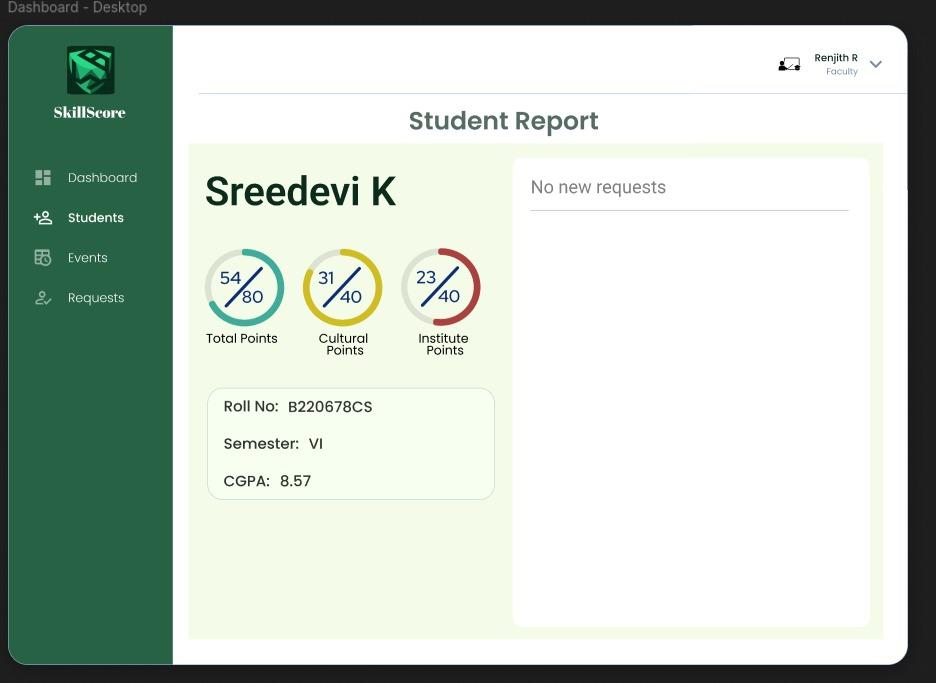 Dashboard - Desktop
SkillScore
Renjith R
Faculty
Student Report
Dashboard
Students
Events
Requests
Sreedevi K
54/80
Total Points
31/40
Cultural
Points
23/40
Institute
Points
Roll No: B220678CS
Semester: VI
CGPA: 8.57
No new requests